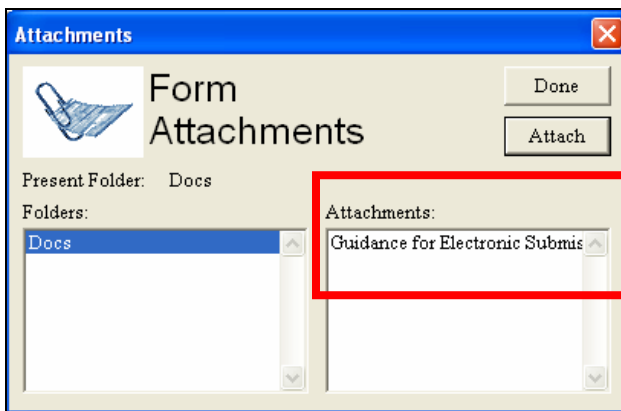 Attachments
Form
Attachments
Done
Attach
Present Folder: Docs
Folders:
Attachments:
Docs
Guidance for Electronic Submis